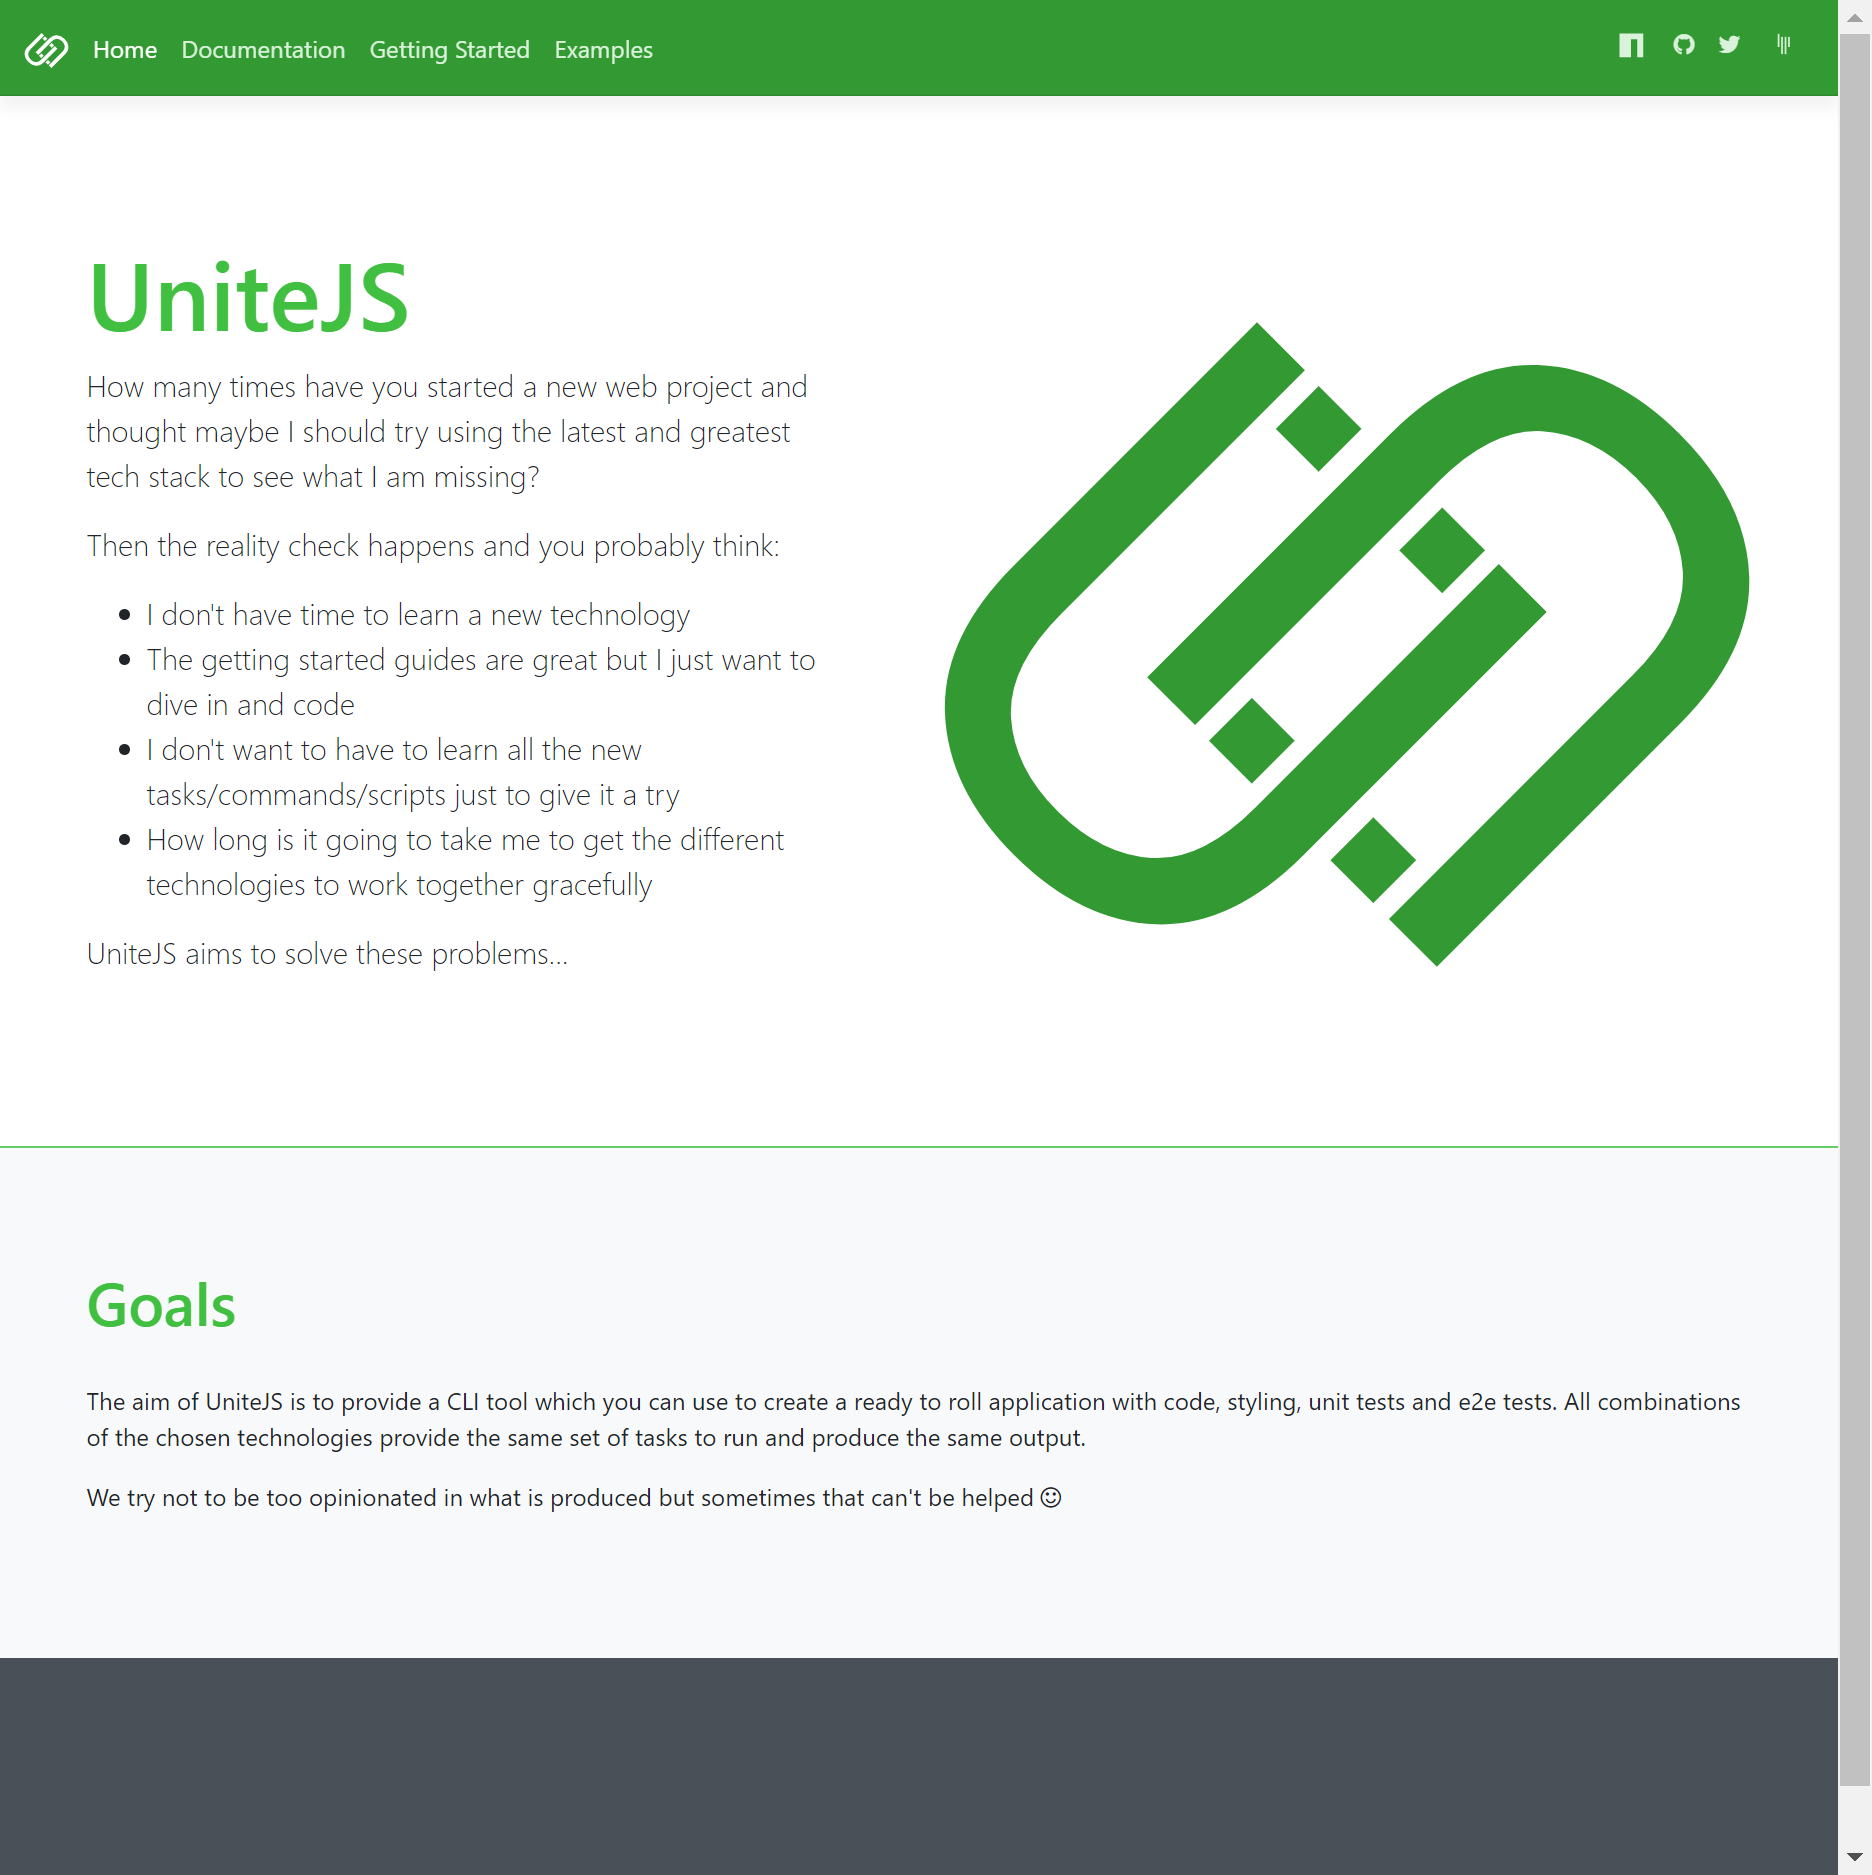 Home Documentation Getting Started Examples
UniteJS
How many times have you started a new web project and
thought maybe I should try using the latest and greatest
tech stack to see what I am missing?
Then the reality check happens and you probably think:
I don't have time to learn a new technology
The getting started guides are great but I just want to
dive in and code
I don't want to have to learn all the new
tasks/commands/scripts just to give it a try
How long is it going to take me to get the different
technologies to work together gracefully
UniteJS aims to solve these problems...
Goals
The aim of UniteJS is to provide a CLI tool which you can use to create a ready to roll application with code, styling, unit tests and e2e tests. All combinations
of the chosen technologies provide the same set of tasks to run and produce the same output.
We try not to be too opinionated in what is produced but sometimes that can't be helped ☺